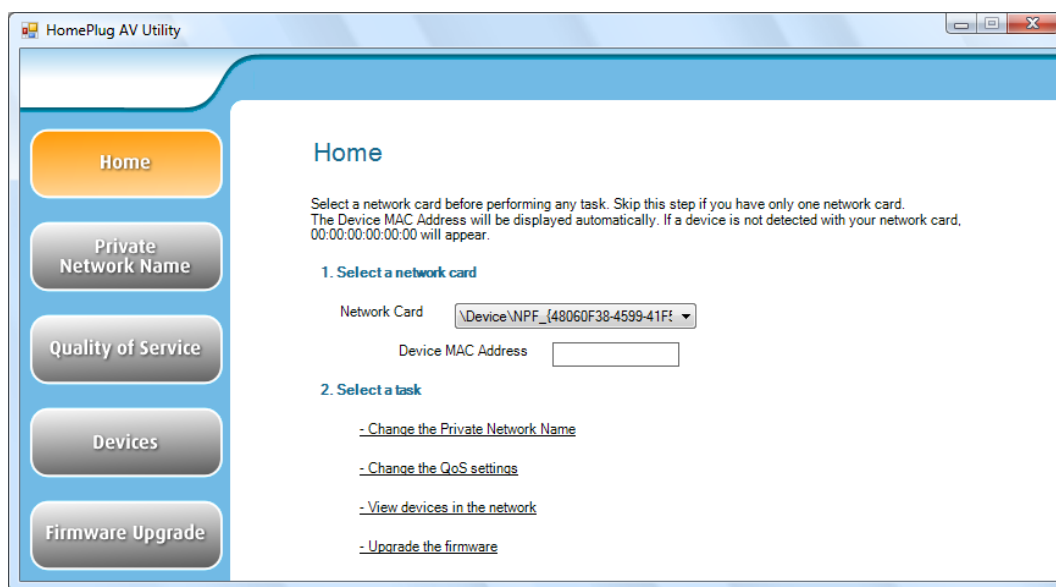 HomePlug AV Utility
Home
Private
Network Name
Quality of Service
Devices
Firmware Upgrade
Home
Select a network card before performing any task. Skip this step if you have only one network card.
The Device MAC Address will be displayed automatically. If a device is not detected with your network card,
00:00:00:00:00:00 will appear.
1. Select a network card
Network Card
\Device\NPF_{48060F38-4599-41F5
Device MAC Address
2. Select a task
- Change the Private Network Name
- Change the QoS settings
- View devices in the network
- Upgrade the firmware